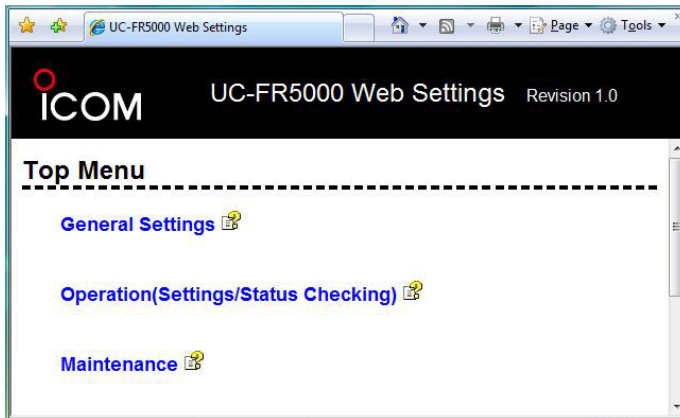 UC-FR5000 Web Settings
Page Tools
ICOM UC-FR5000 Web Settings Revision 1.0
Top Menu
General Settings
Operation(Settings/Status Checking)
Maintenance